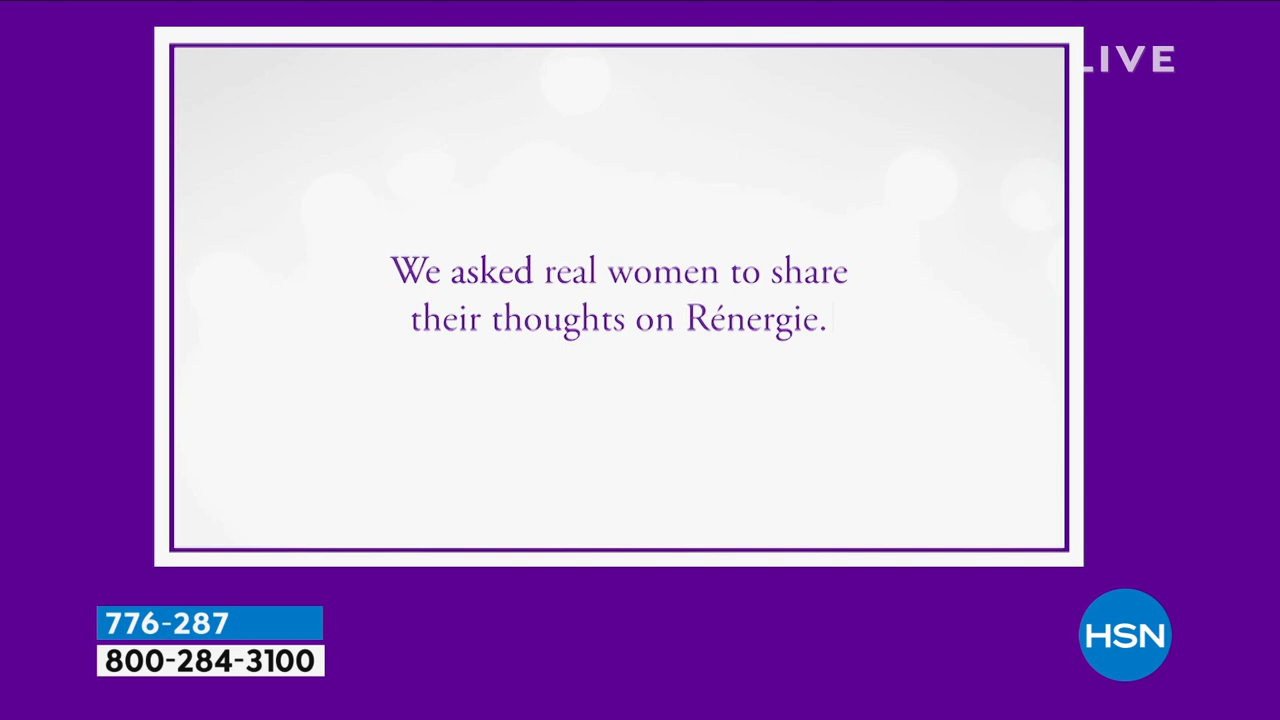 LIVE
We asked real women to share
their thoughts on Rénergie.
776-287
800-284-3100
HSN